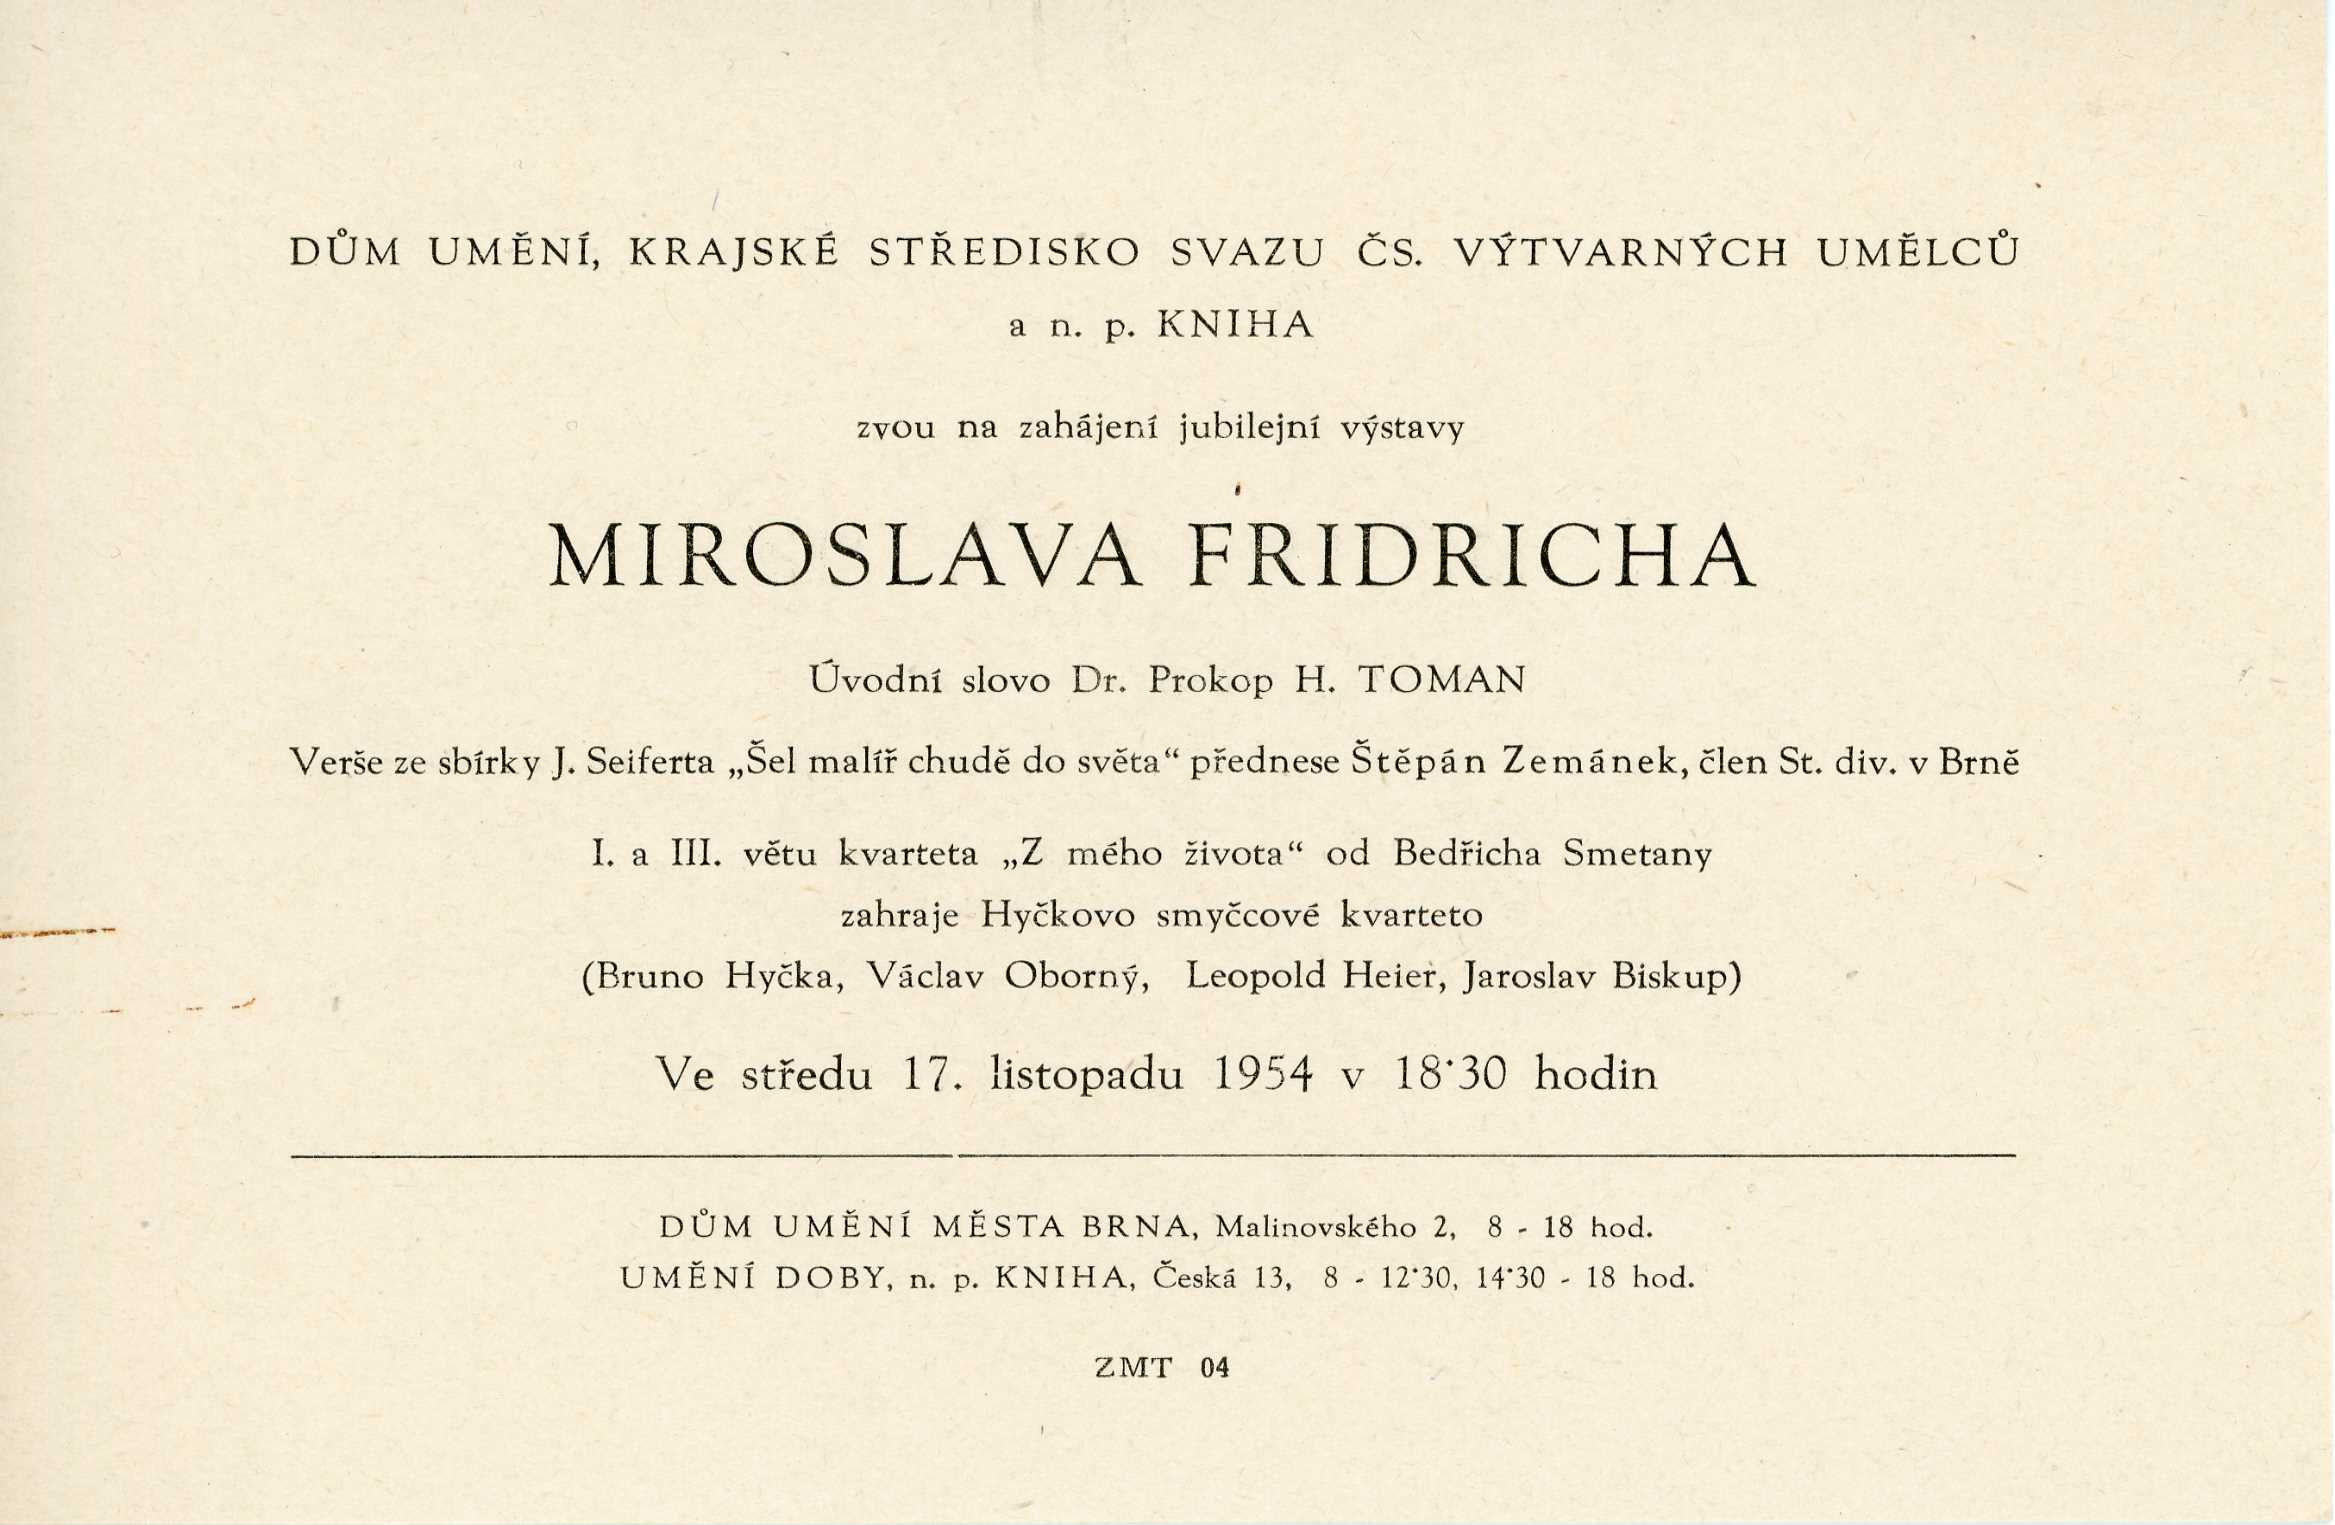 DŮM UMĚNÍ, KRAJSKÉ STŘEDISKO SVAZU ČS. VÝTVARNÝCH UMĚLCŮ
a n. p. KNIHA
zvou na zahájení jubilejní výstavy
MIROSLAVA FRIDRICHA
Úvodní slovo Dr. Prokop H. TOMAN
Verše ze sbírky J. Seiferta „Šel malíř chudě do světa“ přednese Štěpán Zemánek, člen St. div. v Brně
I. a III. větu kvarteta „Z mého života“ od Bedřicha Smetany
zahraje Hyčkovo smyčcové kvarteto
(Bruno Hyčka, Václav Oborný, Leopold Heier, Jaroslav Biskup)
Ve středu 17. listopadu 1954 v 18·30 hodin
DŮM UMĚNÍ MĚSTA BRNA, Malinovského 2, 8 - 18 hod.
UMĚNÍ DOBY, n. p. KNIHA, Česká 13, 8 - 12·30, 14·30 - 18 hod.
ZMT 04